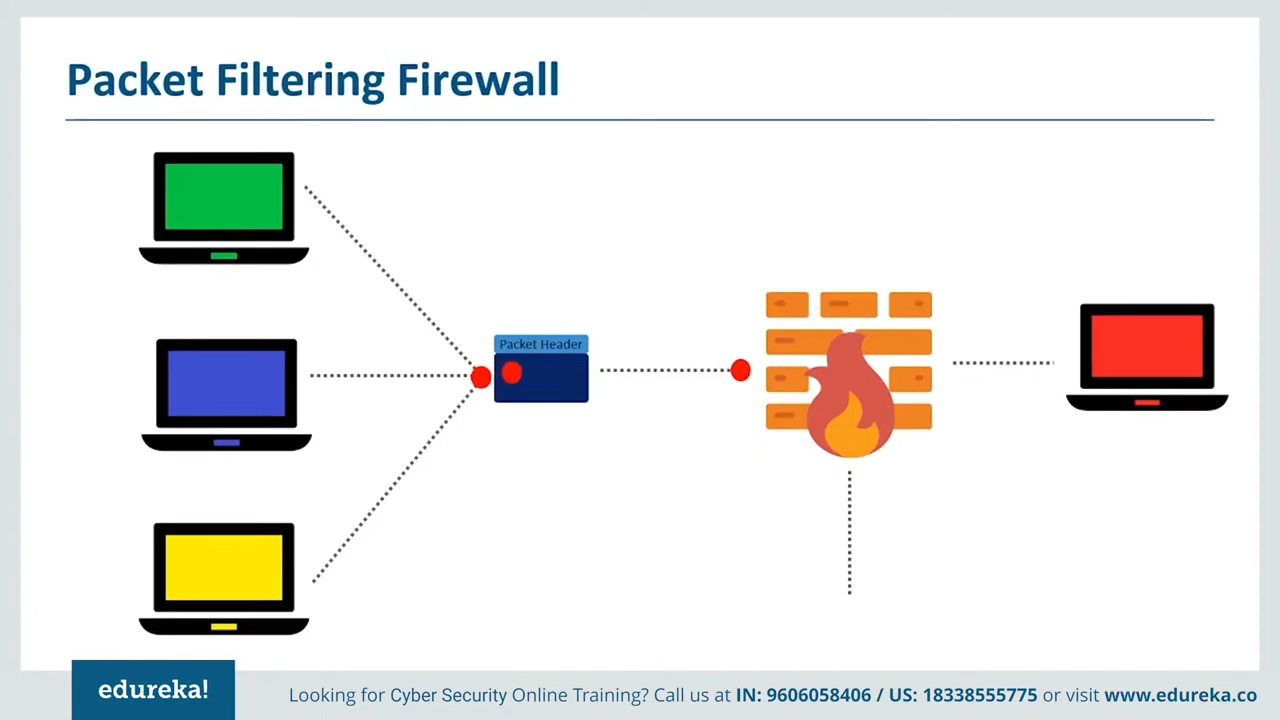 Packet Filtering Firewall
Packet Header
edureka!
Looking for Cyber Security Online Training? Call us at IN: 9606058406 / US: 18338555775 or visit www.edureka.co